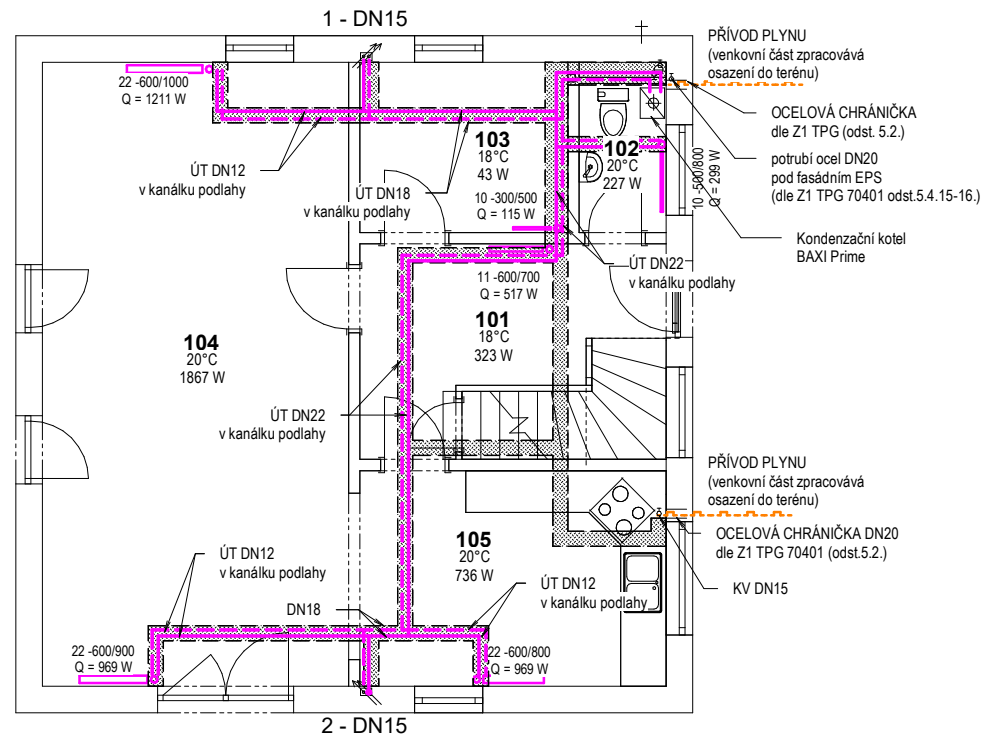 1 - DN15
PŘÍVOD PLYNU
(venkovní část zpracovává
osazení do terénu)
22 -600/1000
Q = 1211 W
OCELOVÁ CHRÁNIČKA
dle Z1 TPG (odst. 5.2.)
potrubí ocel DN20
pod fasádním EPS
(dle Z1 TPG 70401 odst.5.4.15-16.)
Kondenzační kotel
BAXI Prime
ÚT DN12
v kanálku podlahy
ÚT DN18
v kanálku podlahy
103
18°C
43 W
10 -300/500
Q = 115 W
102
20°C
227 W
10 -500/800
Q = 299 W
ÚT DN22
v kanálku podlahy
11 -600/700
Q = 517 W
101
18°C
323 W
104
20°C
1867 W
ÚT DN22
v kanálku podlahy
PŘÍVOD PLYNU
(venkovní část zpracovává
osazení do terénu)
OCELOVÁ CHRÁNIČKA DN20
dle Z1 TPG 70401 (odst.5.2.)
KV DN15
105
20°C
736 W
ÚT DN12
v kanálku podlahy
ÚT DN12
v kanálku podlahy
DN18
22 -600/900
Q = 969 W
22 -600/800
Q = 969 W
2 - DN15